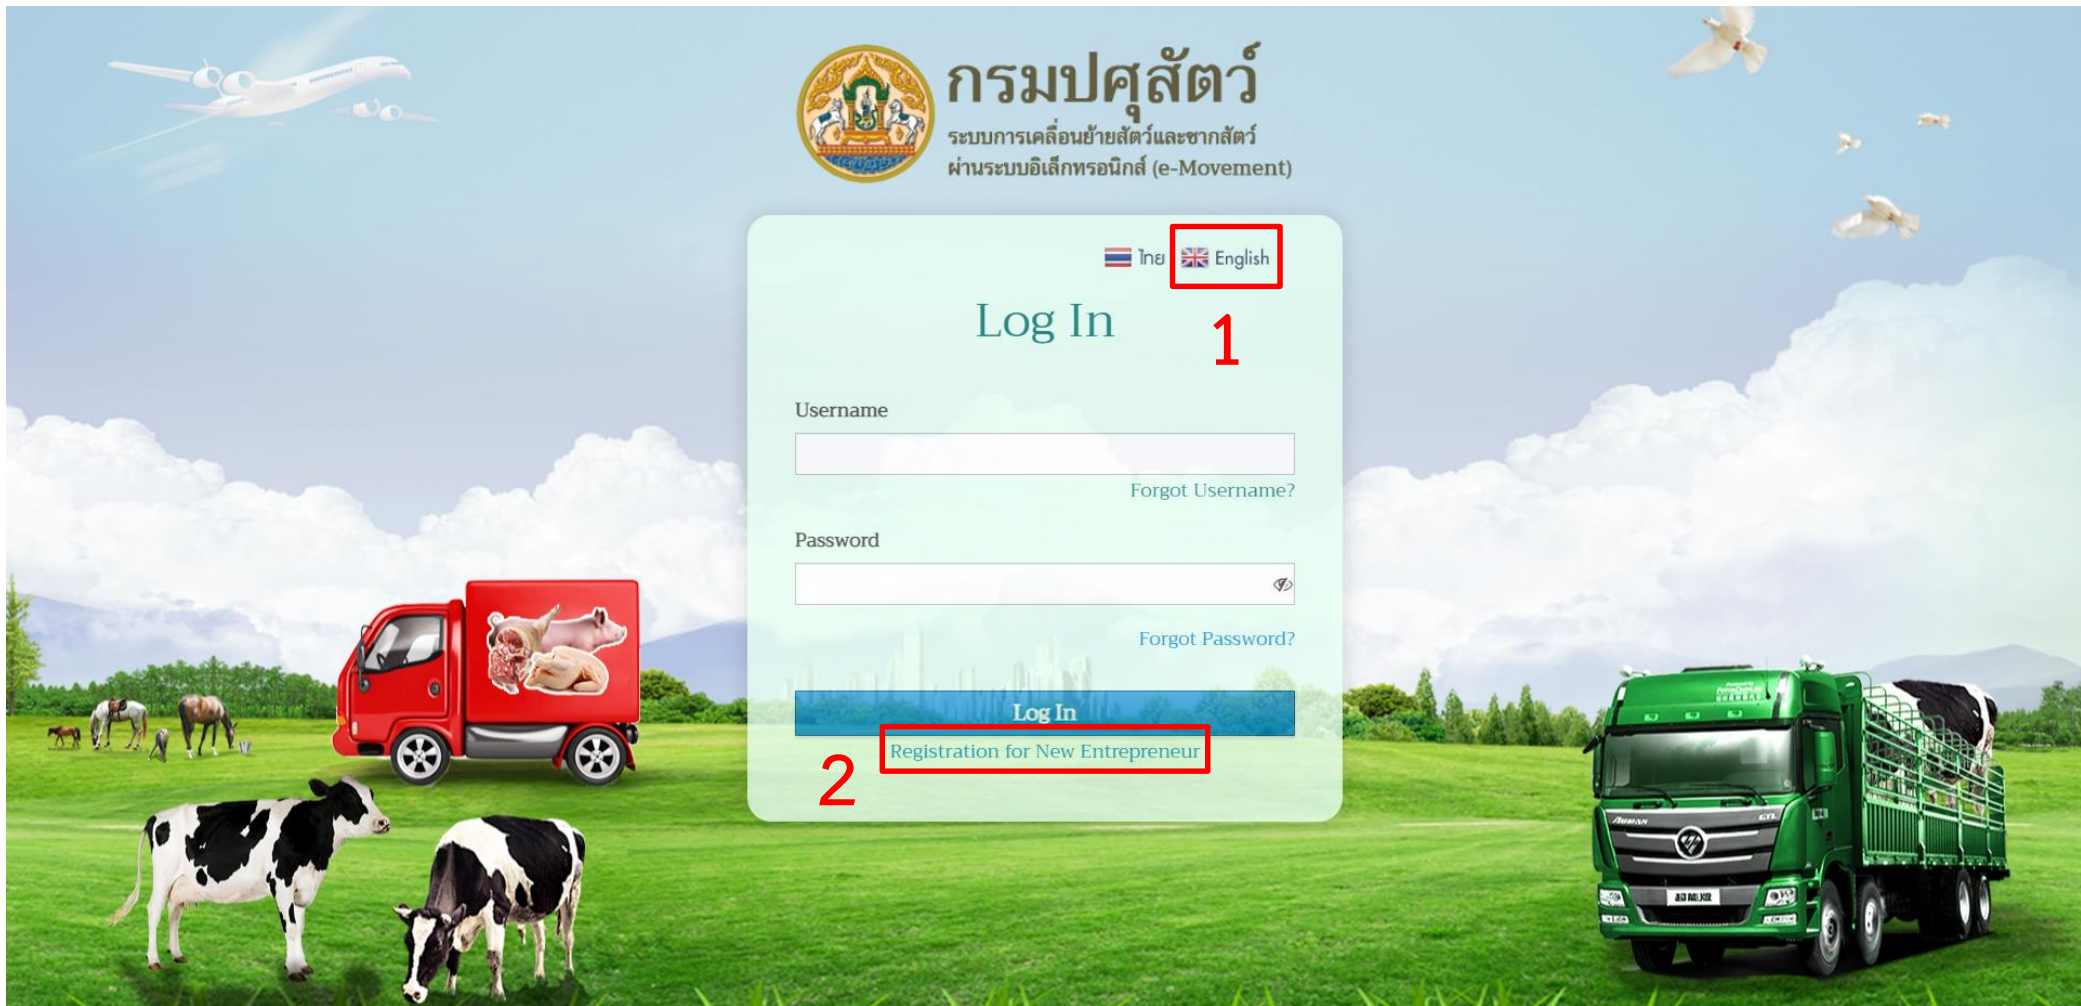 กรมปศุสัตว์
ระบบการเคลื่อนย้ายสัตว์และซากสัตว์
ผ่านระบบอิเล็กทรอนิกส์ (e-Movement)
ไทย English
Log In
1
Username
Forgot Username?
Password
Forgot Password?
Log In
Registration for New Entrepreneur
2
AUMAN
GTL